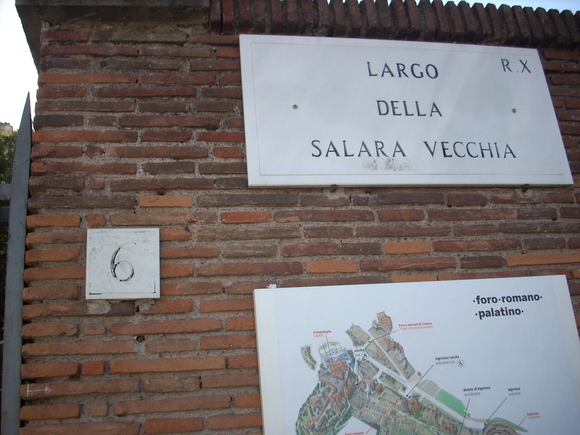 LARGO R.X
DELLA
SALARA VECCHIA
6
·foro·romano·
·palatino·